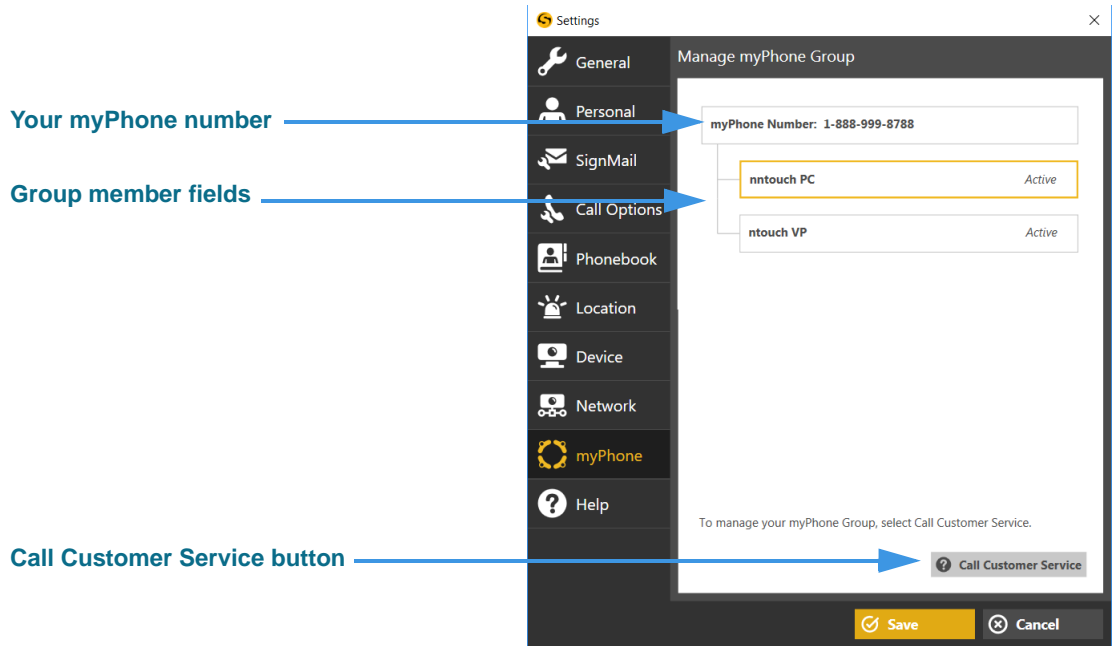 Settings
General
Personal
SignMail
Call Options
Phonebook
Location
Device
Network
myPhone
Help
Manage myPhone Group
myPhone Number: 1-888-999-8788
nntouch PC Active
ntouch VP Active
To manage your myPhone Group, select Call Customer Service.
Call Customer Service
Save
Cancel
Your myPhone number
Group member fields
Call Customer Service button